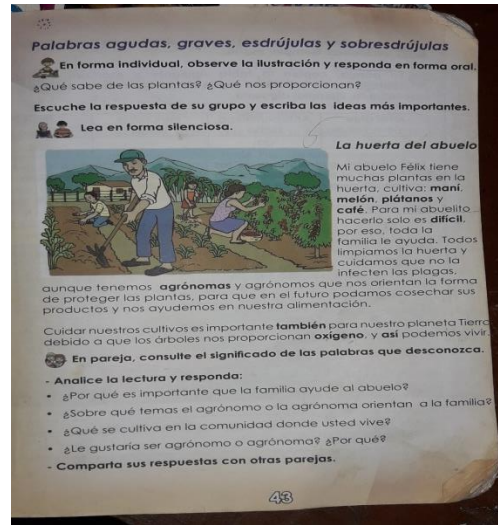 Palabras agudas, graves, esdrújulas y sobresdrújulas
En forma individual, observe la ilustración y responda en forma oral.
¿Qué sabe de las plantas? ¿Qué nos proporcionan?
Escuche la respuesta de su grupo y escriba las ideas más importantes.
Lea en forma silenciosa.
La huerta del abuelo
Mi abuelo Félix tiene
muchas plantas en la
huerta, cultiva: maní,
melón, plátanos y
café. Para mi abuelito
hacerlo solo es difícil,
por eso, toda la
familia le ayuda. Todos
limpiamos la huerta y
cuidamos que no la
infecten las plagas,
aunque tenemos agrónomas y agrónomos que nos orientan la forma
de proteger las plantas, para que en el futuro podamos cosechar sus
productos y nos ayudemos en nuestra alimentación.
Cuidar nuestros cultivos es importante también para nuestro planeta Tierra
debido a que los árboles nos proporcionan oxígeno, y así podemos vivir.
En pareja, consulte el significado de las palabras que desconozca.
- Analice la lectura y responda:
• ¿Por qué es importante que la familia ayude al abuelo?
• ¿Sobre qué temas el agrónomo o la agrónoma orientan a la familia?
• ¿Qué se cultiva en la comunidad donde usted vive?
• ¿Le gustaría ser agrónomo o agrónoma? ¿Por qué?
- Comparta sus respuestas con otras parejas.
43